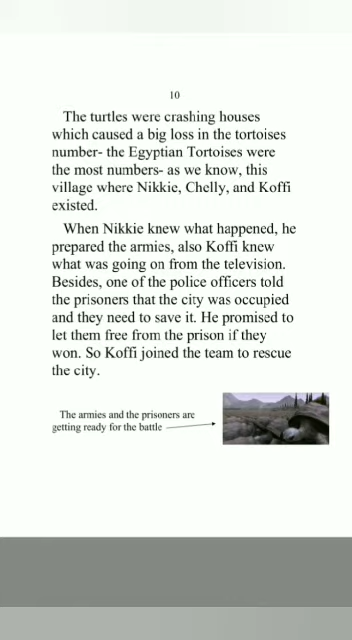 10
The turtles were crashing houses
which caused a big loss in the tortoises
number- the Egyptian Tortoises were
the most numbers- as we know, this
village where Nikkie, Chelly, and Koffi
existed.
When Nikkie knew what happened, he
prepared the armies, also Koffi knew
what was going on from the television.
Besides, one of the police officers told
the prisoners that the city was occupied
and they need to save it. He promised to
let them free from the prison if they
won. So Koffi joined the team to rescue
the city.
The armies and the prisoners are
getting ready for the battle